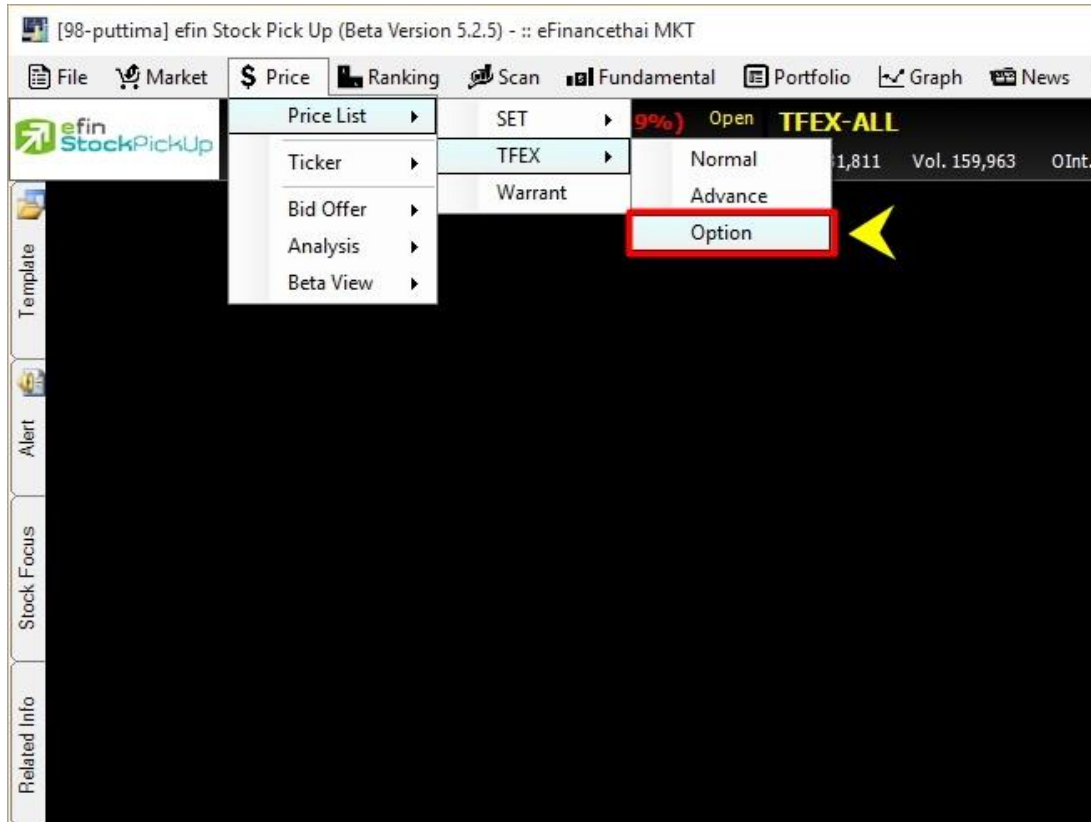 [98-puttima] efin Stock Pick Up (Beta Version 5.2.5) - :: eFinancethai MKT
File Market $ Price Ranking Scan Fundamental Portfolio Graph News
efin
StockPickUp
Price List
Ticker
Bid Offer
Analysis
Beta View
SET
TFEX
Warrant
9%) Open TFEX-ALL
1,811 Vol. 159,963 OInt.
Normal
Advance
Option
Template
Alert
Stock Focus
Related Info